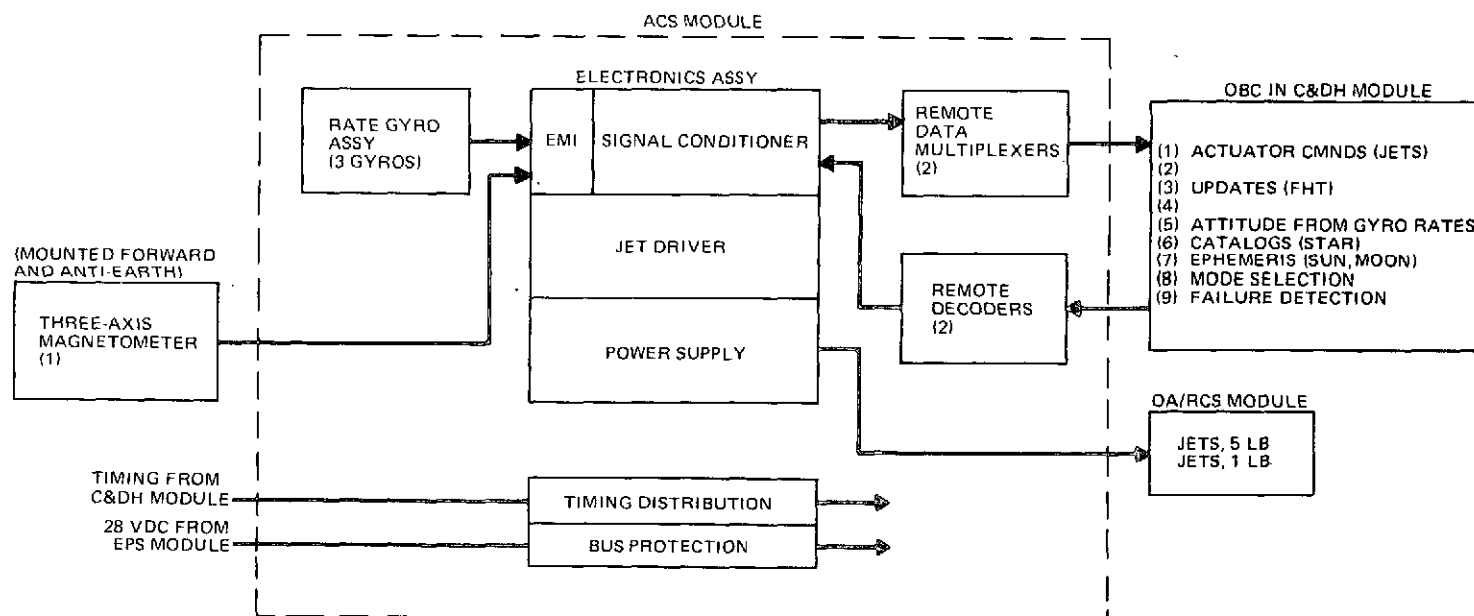 ACS MODULE
ELECTRONICS ASSY
RATE GYRO
ASSY
(3 GYROS)
EMI
SIGNAL CONDITIONER
JET DRIVER
POWER SUPPLY
REMOTE
DATA
MULTIPLEXERS
(2)
REMOTE
DECODERS
(2)
OBC IN C&DH MODULE
(1) ACTUATOR CMNDS (JETS)
(2)
(3) UPDATES (FHT)
(4)
(5) ATTITUDE FROM GYRO RATES
(6) CATALOGS (STAR)
(7) EPHEMERIS (SUN, MOON)
(8) MODE SELECTION
(9) FAILURE DETECTION
(MOUNTED FORWARD
AND ANTI-EARTH)
THREE-AXIS
MAGNETOMETER
(1)
OA/RCS MODULE
JETS, 5 LB
JETS, 1 LB
TIMING FROM
C&DH MODULE
TIMING DISTRIBUTION
28 VDC FROM
EPS MODULE
BUS PROTECTION